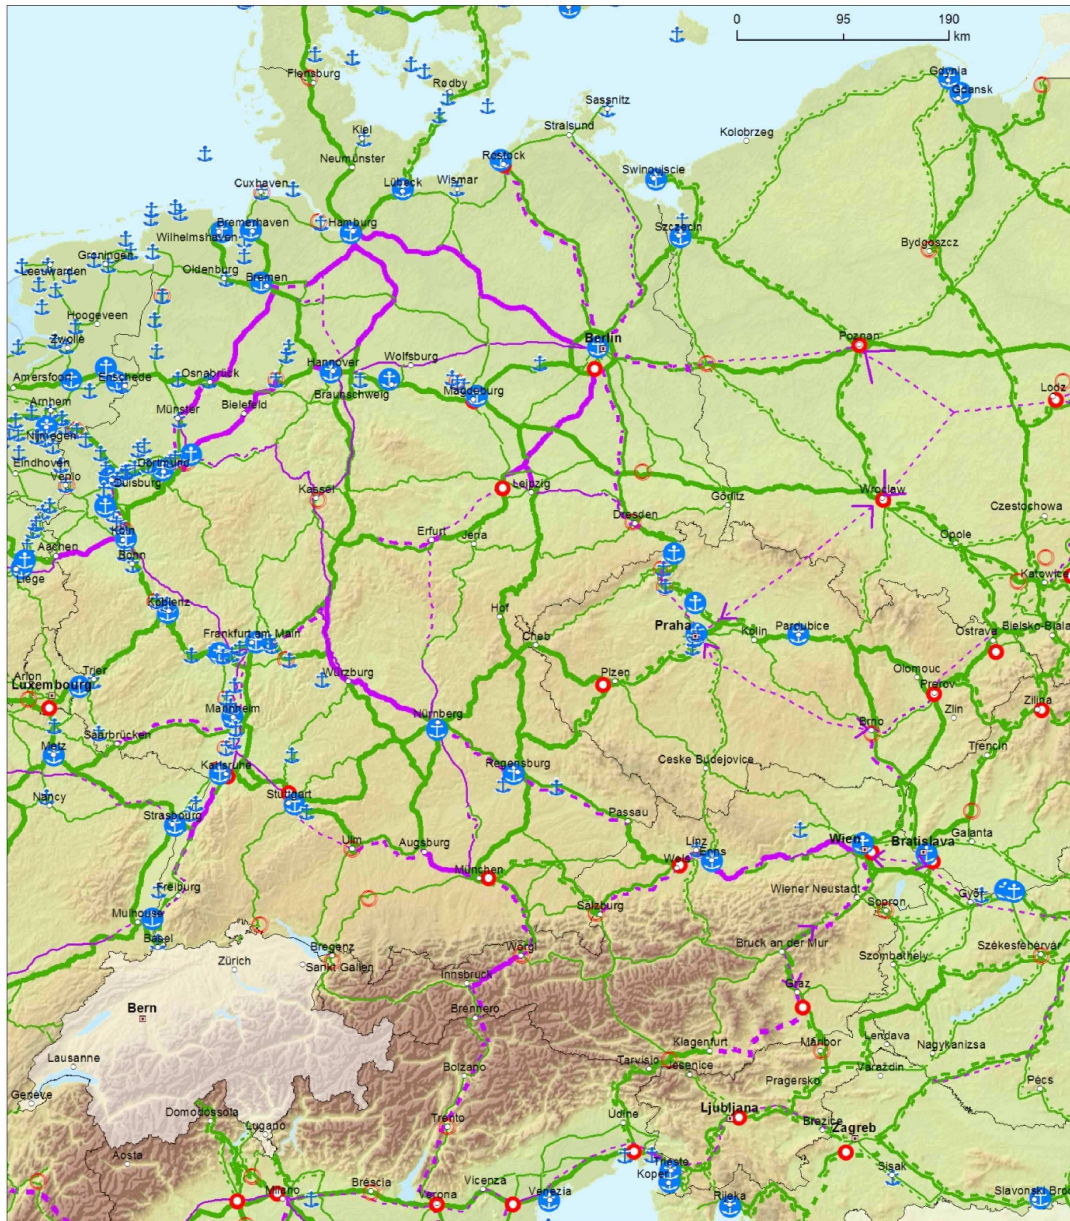 0 95 190
km
Flensburg
Rødby
Gdynia
Gdansk
Sassnitz
Kiel
Stralsund
Kolobrzeg
Neumünster
Rostock
Swinoujscie
Cuxhaven
Lübeck
Wismar
Bremerhaven
Hamburg
Wilhelmshaven
Szczecin
Groningen
Bydgoszcz
Leeuwarden
Oldenburg
Bremen
Hoogeveen
Zwolle
Berlin
Poznan
Hannover
Wolfsburg
Amersfoort
Enschede
Osnabrück
Braunschweig
Magdeburg
Lodz
Arnhem
Münster
Bielefeld
Nijmegen
Eindhoven
Dortmund
Venlo
Duisburg
Kassel
Leipzig
Wroclaw
Görlitz
Czestochowa
Dresden
Köln
Erfurt
Jena
Opole
Aachen
Bonn
Liège
Katowice
Koblenz
Hof
Frankfurt am Main
Praha
Kolin
Pardubice
Ostrava
Bielsko-Biala
Cheb
Trier
Arlon
Luxembourg
Würzburg
Plzen
Olomouc
Prerov
Zlin
Zilina
Mannheim
Nürnberg
Brno
Saarbrücken
Metz
Trencin
Karlsruhe
Regensburg
Ceske Budejovice
Nancy
Stuttgart
Strasbourg
Passau
Ulm
Augsburg
Linz
Enns
Wien
Bratislava
Galanta
Wels
München
Freiburg
Wiener Neustadt
Sopron
Györ
Mulhouse
Salzburg
Basel
Bregenz
Wörgl
Bruck an der Mur
Székesfehérvár
Zürich
Sankt Gallen
Innsbruck
Szombathely
Graz
Bern
Brennero
Klagenfurt
Maribor
Lendava
Nagykanizsa
Lausanne
Tarvisio
Jesenice
Bolzano
Pragersko
Varazdin
Pécs
Genève
Domodossola
Trento
Udine
Ljubljana
Brezice
Zagreb
Lugano
Aosta
Trieste
Koper
Sisak
Milano
Bréscia
Verona
Vicenza
Venezia
Rijeka
Slavonski Brod